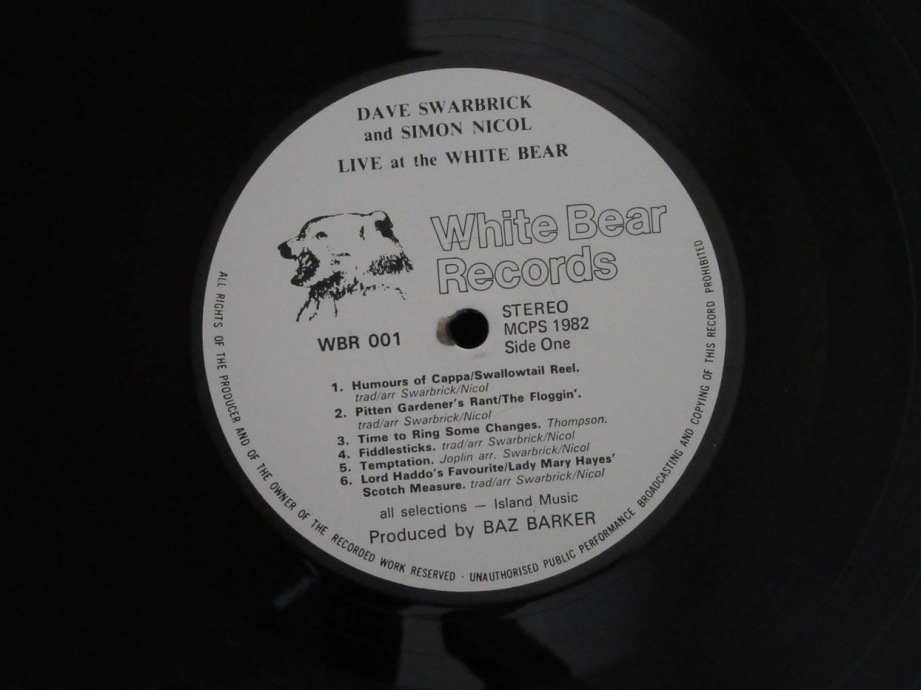 DAVE SWARBRICK
and SIMON NICOL
LIVE at the WHITE BEAR
White Bear
Records
WBR 001
STEREO
MCPS 1982
Side One
1. Humours of Cappa/Swallowtail Reel.
trad/arr Swarbrick/Nicol
2. Pitten Gardener's Rant/The Floggin'.
trad/arr Swarbrick/Nicol
3. Time to Ring Some Changes. Thompson.
4. Fiddlesticks. trad/arr Swarbrick/Nicol
5. Temptation. Joplin arr. Swarbrick/Nicol
6. Lord Haddo's Favourite/Lady Mary Hayes'
Scotch Measure. trad/arr Swarbrick/Nicol
all selections — Island Music
Produced by BAZ BARKER
ALL RIGHTS OF THE PRODUCER AND OF THE OWNER OF THE RECORDED WORK RESERVED · UNAUTHORISED PUBLIC PERFORMANCE BROADCASTING AND COPYING OF THIS RECORD PROHIBITED